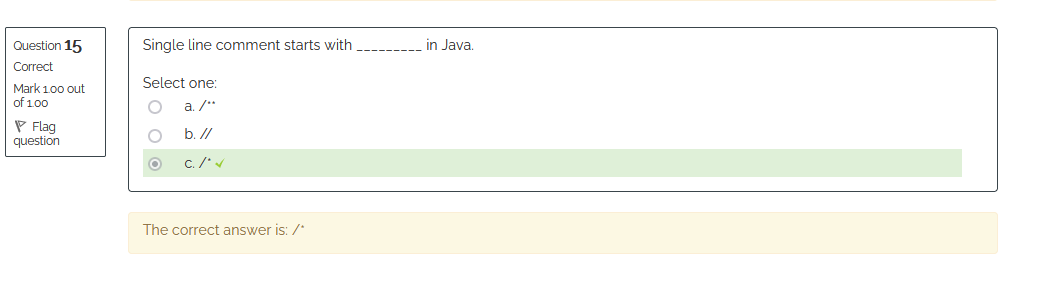 Question 15
Correct
Mark 1.00 out
of 1.00
Flag
question
Single line comment starts with _________ in Java.
Select one:
a. /**
b. //
c. /*
The correct answer is: /*